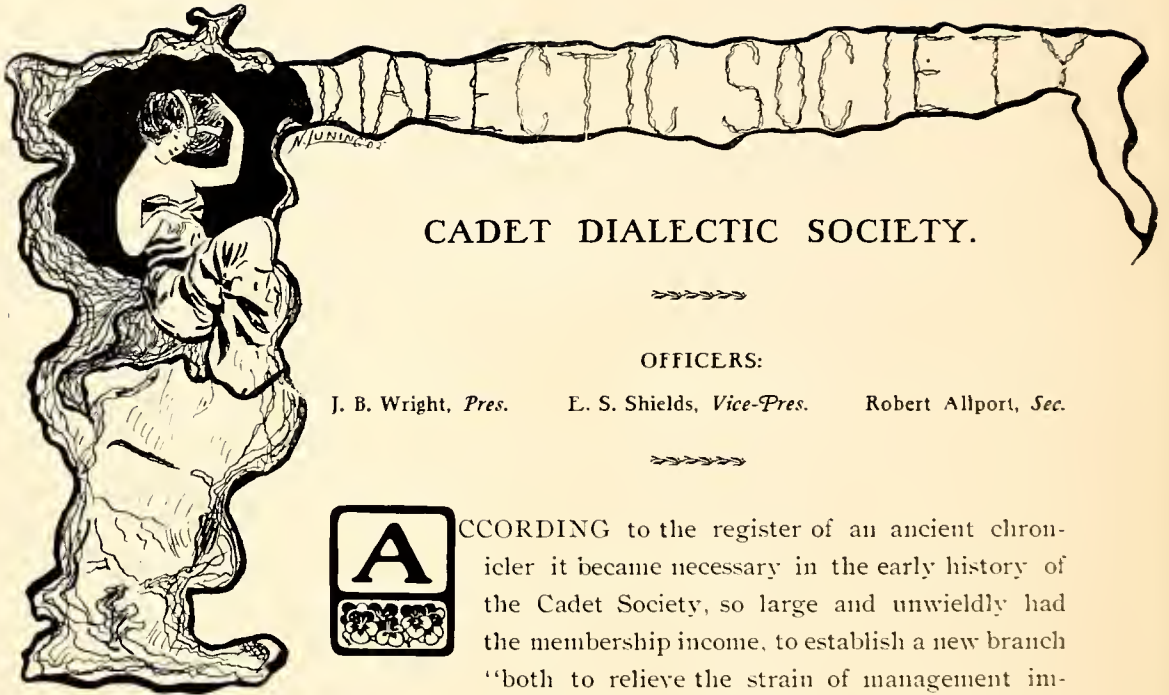 DIALECTIC SOCIETY
N. JUNING 02
CADET DIALECTIC SOCIETY.
OFFICERS:
J. B. Wright, Pres. E. S. Shields, Vice-Pres. Robert Allport, Sec.
ACCORDING to the register of an ancient chron-
icler it became necessary in the early history of
the Cadet Society, so large and unwieldly had
the membership income, to establish a new branch
“both to relieve the strain of management im-